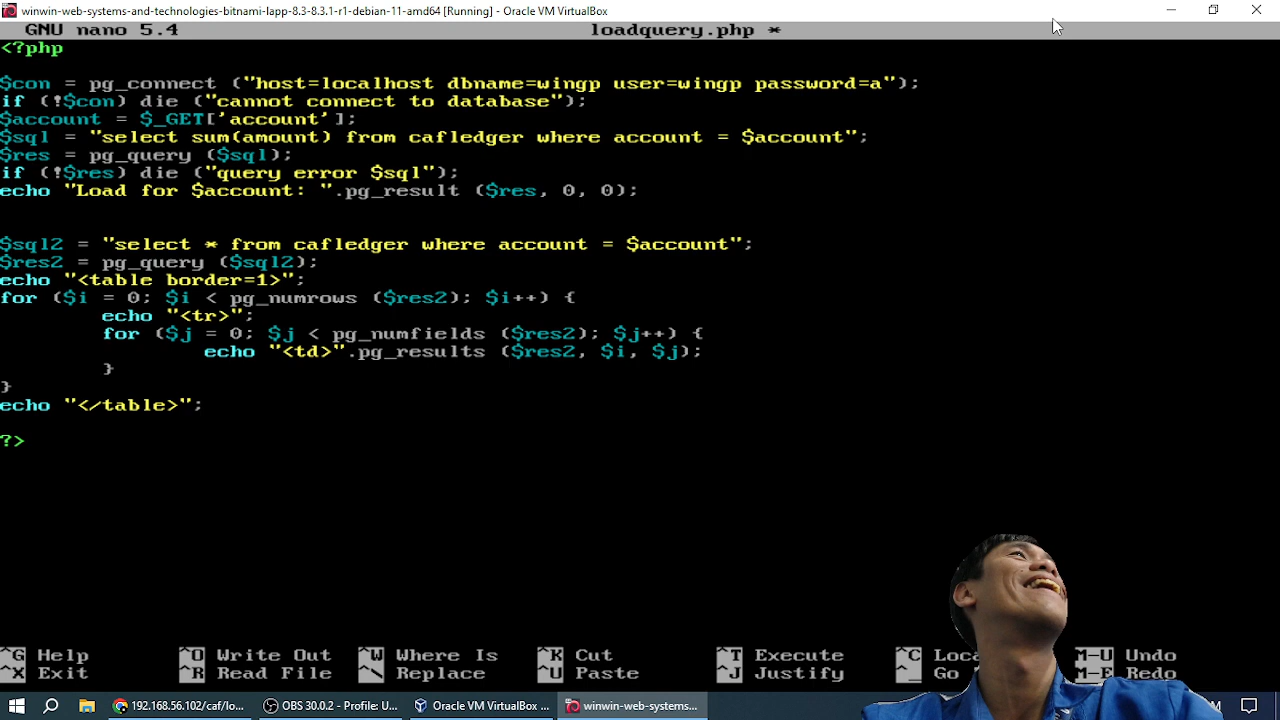 winwin-web-systems-and-technologies-bitnami-lapp-8.3-8.3.1-r1-debian-11-amd64 [Running] - Oracle VM VirtualBox
GNU nano 5.4 loadquery.php *
<?php
$con = pg_connect ("host=localhost dbname=wingp user=wingp password=a");
if (!$con) die ("cannot connect to database");
$account = $_GET['account'];
$sql = "select sum(amount) from cafledger where account = $account";
$res = pg_query ($sql);
if (!$res) die ("query error $sql");
echo "Load for $account: ".pg_result ($res, 0, 0);
$sql2 = "select * from cafledger where account = $account";
$res2 = pg_query ($sql2);
echo "<table border=1>";
for ($i = 0; $i < pg_numrows ($res2); $i++) {
        echo "<tr>";
        for ($j = 0; $j < pg_numfields ($res2); $j++) {
                echo "<td>".pg_results ($res2, $i, $j);
        }
}
echo "</table>";
?>
^G Help ^O Write Out ^W Where Is ^K Cut ^T Execute ^C Loca M-U Undo
^X Exit ^R Read File ^\ Replace ^U Paste ^J Justify ^_ Go M-E Redo
192.168.56.102/caf/lo... OBS 30.0.2 - Profile: U... Oracle VM VirtualBox ... winwin-web-systems...